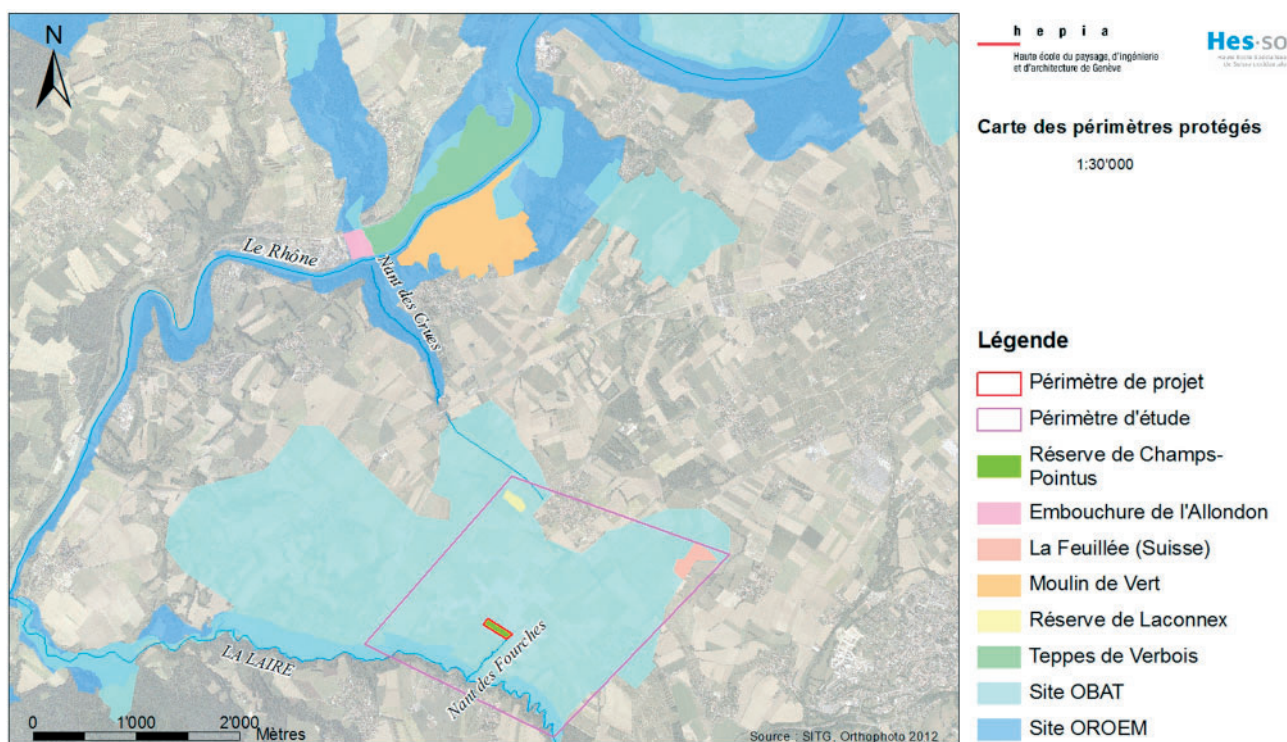 N
Le Rhône
Nant des Crues
LA LAIRE
Nant des Fourches
0 1'000 2'000
Mètres
Source : SITG, Orthophoto 2012
h e p i a
Haute école du paysage, d'ingénierie
et d'architecture de Genève
Hes·so
Carte des périmètres protégés
1:30'000
Légende
Périmètre de projet
Périmètre d'étude
Réserve de Champs-
Pointus
Embouchure de l'Allondon
La Feuillée (Suisse)
Moulin de Vert
Réserve de Laconnex
Teppes de Verbois
Site OBAT
Site OROEM